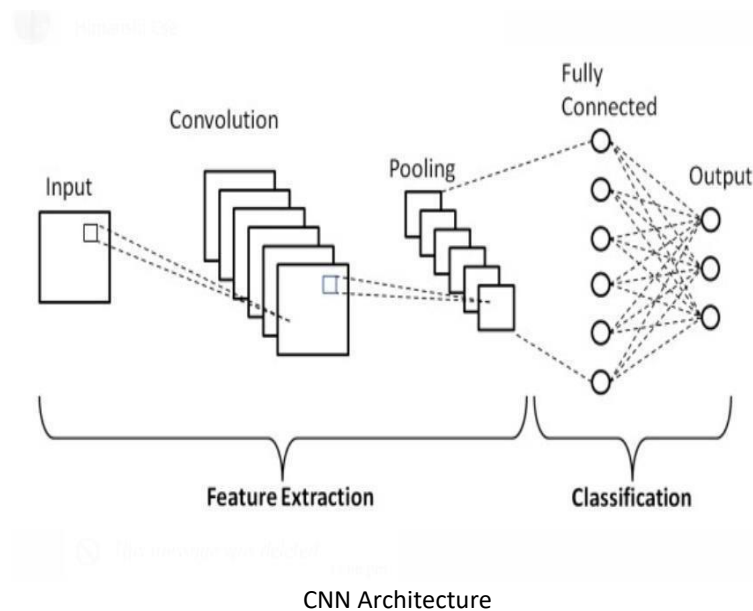 Fully
Connected
Convolution
Pooling
Output
Input
Feature Extraction
Classification
CNN Architecture